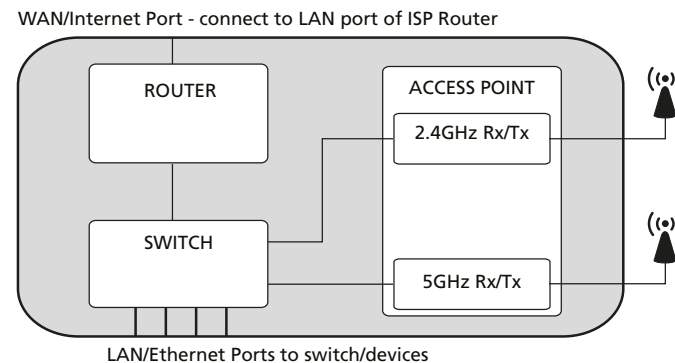 WAN/Internet Port - connect to LAN port of ISP Router
ROUTER
ACCESS POINT
2.4GHz Rx/Tx
SWITCH
5GHz Rx/Tx
LAN/Ethernet Ports to switch/devices